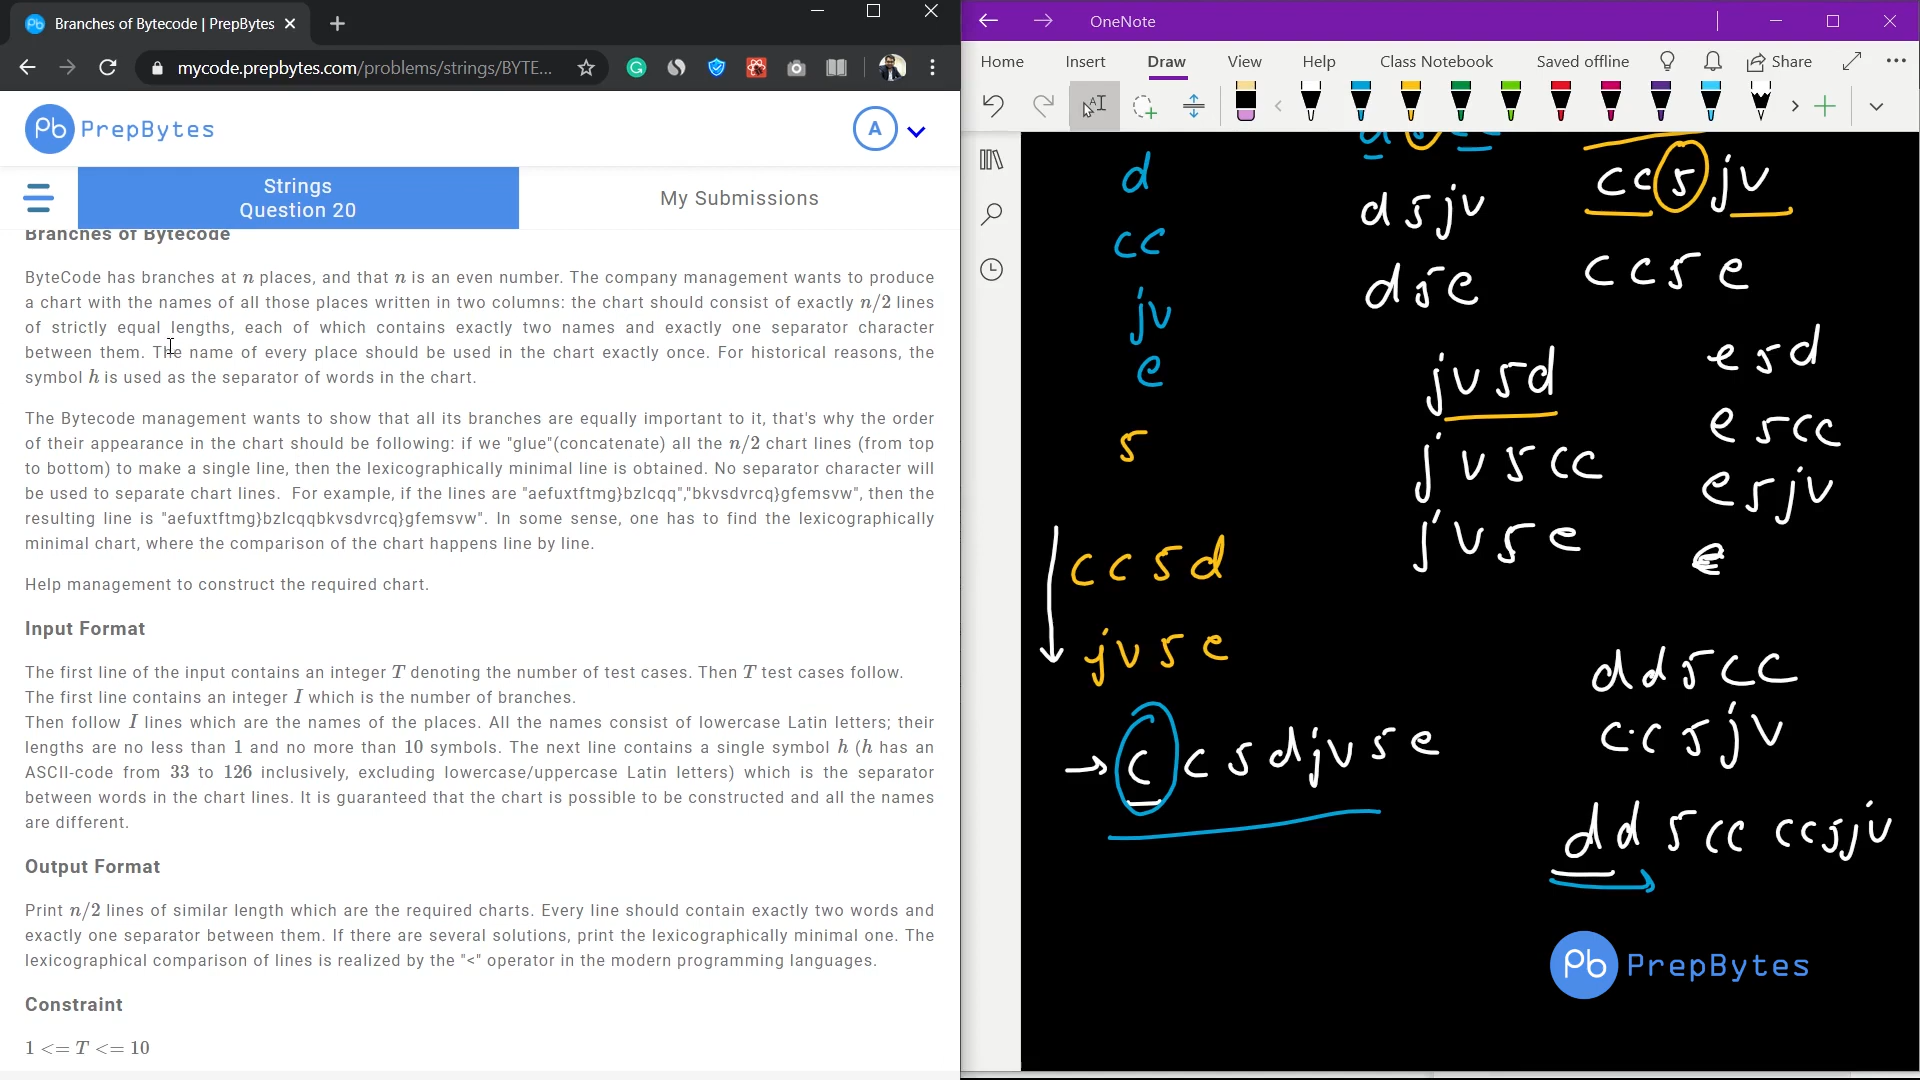 Branches of Bytecode | PrepBytes
mycode.prepbytes.com/problems/strings/BYTE...
Pb PrepBytes
A
Strings
Question 20
My Submissions
Branches of Bytecode
ByteCode has branches at n places, and that n is an even number. The company management wants to produce
a chart with the names of all those places written in two columns: the chart should consist of exactly n/2 lines
of strictly equal lengths, each of which contains exactly two names and exactly one separator character
between them. The name of every place should be used in the chart exactly once. For historical reasons, the
symbol h is used as the separator of words in the chart.
The Bytecode management wants to show that all its branches are equally important to it, that's why the order
of their appearance in the chart should be following: if we "glue"(concatenate) all the n/2 chart lines (from top
to bottom) to make a single line, then the lexicographically minimal line is obtained. No separator character will
be used to separate chart lines. For example, if the lines are "aefuxtftmg}bzlcqq","bkvsdvrcq}gfemsvw", then the
resulting line is "aefuxtftmg}bzlcqqbkvsdvrcq}gfemsvw". In some sense, one has to find the lexicographically
minimal chart, where the comparison of the chart happens line by line.
Help management to construct the required chart.
Input Format
The first line of the input contains an integer T denoting the number of test cases. Then T test cases follow.
The first line contains an integer I which is the number of branches.
Then follow I lines which are the names of the places. All the names consist of lowercase Latin letters; their
lengths are no less than 1 and no more than 10 symbols. The next line contains a single symbol h (h has an
ASCII-code from 33 to 126 inclusively, excluding lowercase/uppercase Latin letters) which is the separator
between words in the chart lines. It is guaranteed that the chart is possible to be constructed and all the names
are different.
Output Format
Print n/2 lines of similar length which are the required charts. Every line should contain exactly two words and
exactly one separator between them. If there are several solutions, print the lexicographically minimal one. The
lexicographical comparison of lines is realized by the "<" operator in the modern programming languages.
Constraint
1 <= T <= 10
OneNote
Home Insert Draw View Help Class Notebook Saved offline Share
d
cc
jv
e
5
d5jv
d5e
cc5jv
cc5e
jv5d
jv5cc
jv5e
e5d
e5cc
e5jv
e
cc5d
jv5e
cc5djv5e
dd5cc
cc5jv
dd5cc cc5jv
Pb PrepBytes